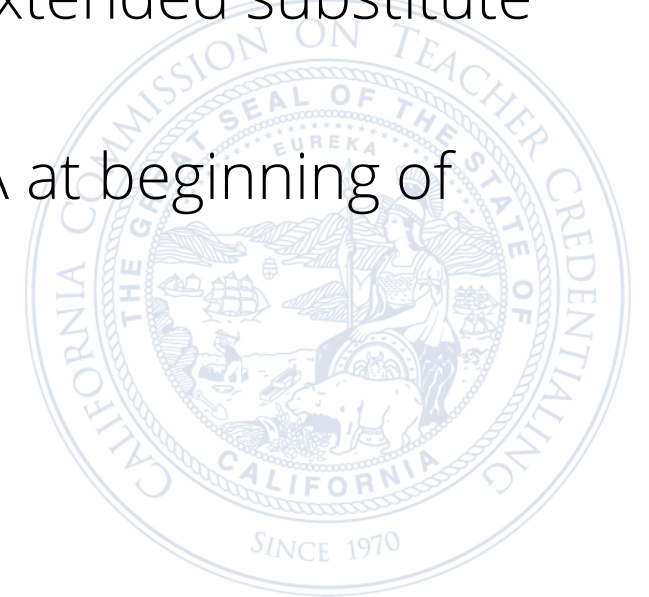 xtended substitute
at beginning of
CALIFORNIA COMMISSION ON TEACHER CREDENTIALING
THE GREAT SEAL OF THE STATE OF
EUREKA
CALIFORNIA
SINCE 1970